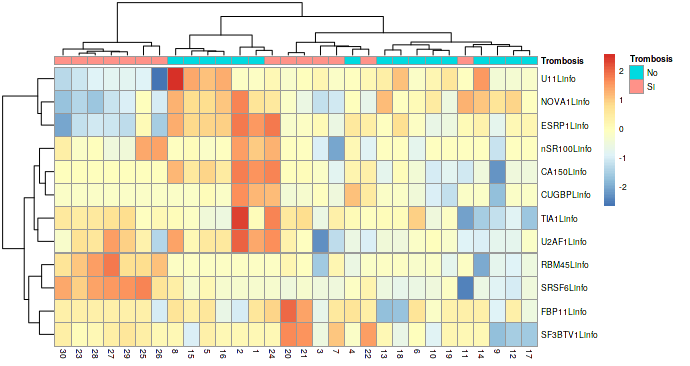 Trombosis
Trombosis
No
SI
2
1
0
-1
-2
U11Linfo
NOVA1Linfo
ESRP1Linfo
nSR100Linfo
CA150Linfo
CUGBPLinfo
TIA1Linfo
U2AF1Linfo
RBM45Linfo
SRSF6Linfo
FBP11Linfo
SF3BTV1Linfo
30 23 28 27 29 25 26 8 15 5 16 2 1 24 20 21 3 7 4 22 13 18 6 10 19 11 14 9 12 17